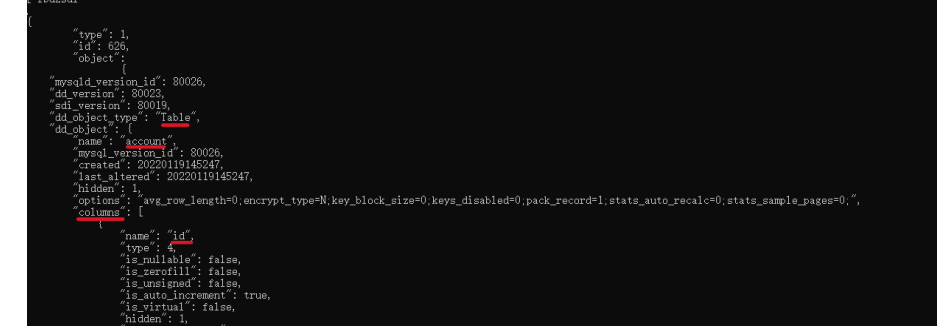 {
"type": 1,
"id": 626,
"object":
{
"mysqld_version_id": 80026,
"dd_version": 80023,
"sdi_version": 80019,
"dd_object_type": "Table",
"dd_object": {
"name": "account",
"mysql_version_id": 80026,
"created": 20220119145247,
"last_altered": 20220119145247,
"hidden": 1,
"options": "avg_row_length=0;encrypt_type=N;key_block_size=0;keys_disabled=0;pack_record=1;stats_auto_recalc=0;stats_sample_pages=0;",
"columns": [
{
"name": "id",
"type": 4,
"is_nullable": false,
"is_zerofill": false,
"is_unsigned": false,
"is_auto_increment": true,
"is_virtual": false,
"hidden": 1,